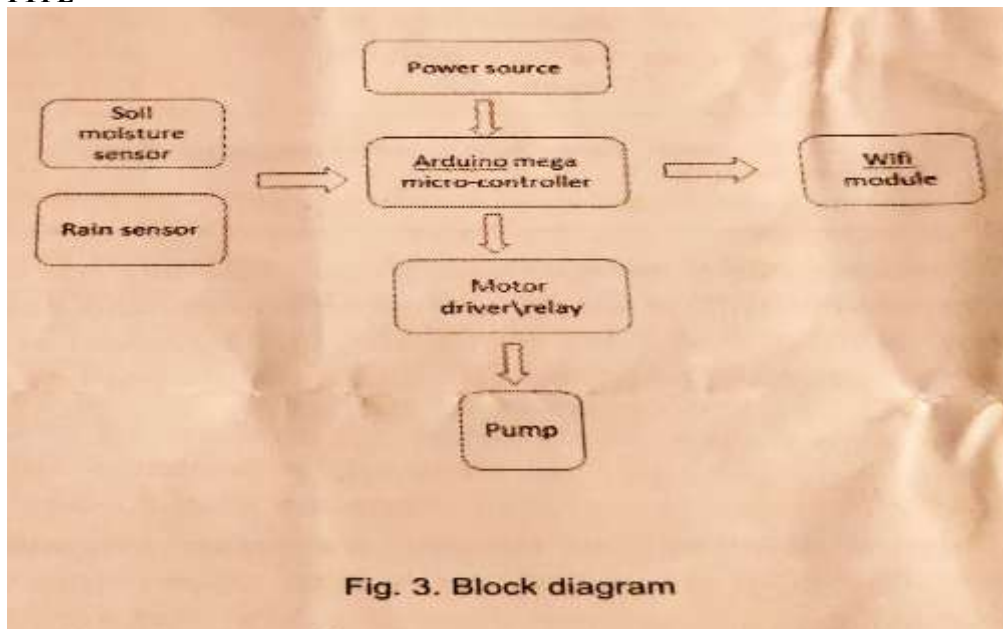 Power source
Soil
moisture
sensor
Arduino mega
micro-controller
Wifi
module
Rain sensor
Motor
driver\relay
Pump
Fig. 3. Block diagram